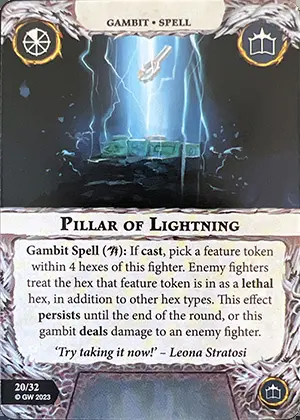 GAMBIT • SPELL
PILLAR OF LIGHTNING
Gambit Spell (): If cast, pick a feature token
within 4 hexes of this fighter. Enemy fighters
treat the hex that feature token is in as a lethal
hex, in addition to other hex types. This effect
persists until the end of the round, or this
gambit deals damage to an enemy fighter.
‘Try taking it now!’ – Leona Stratosi
20/32
© GW 2023